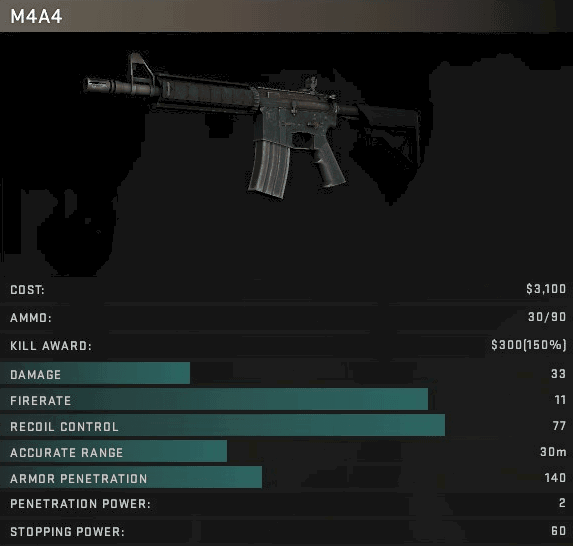 M4A4
COST: $3,100
AMMO: 30/90
KILL AWARD: $300(150%)
DAMAGE 33
FIRERATE 11
RECOIL CONTROL 77
ACCURATE RANGE 30m
ARMOR PENETRATION 140
PENETRATION POWER: 2
STOPPING POWER: 60